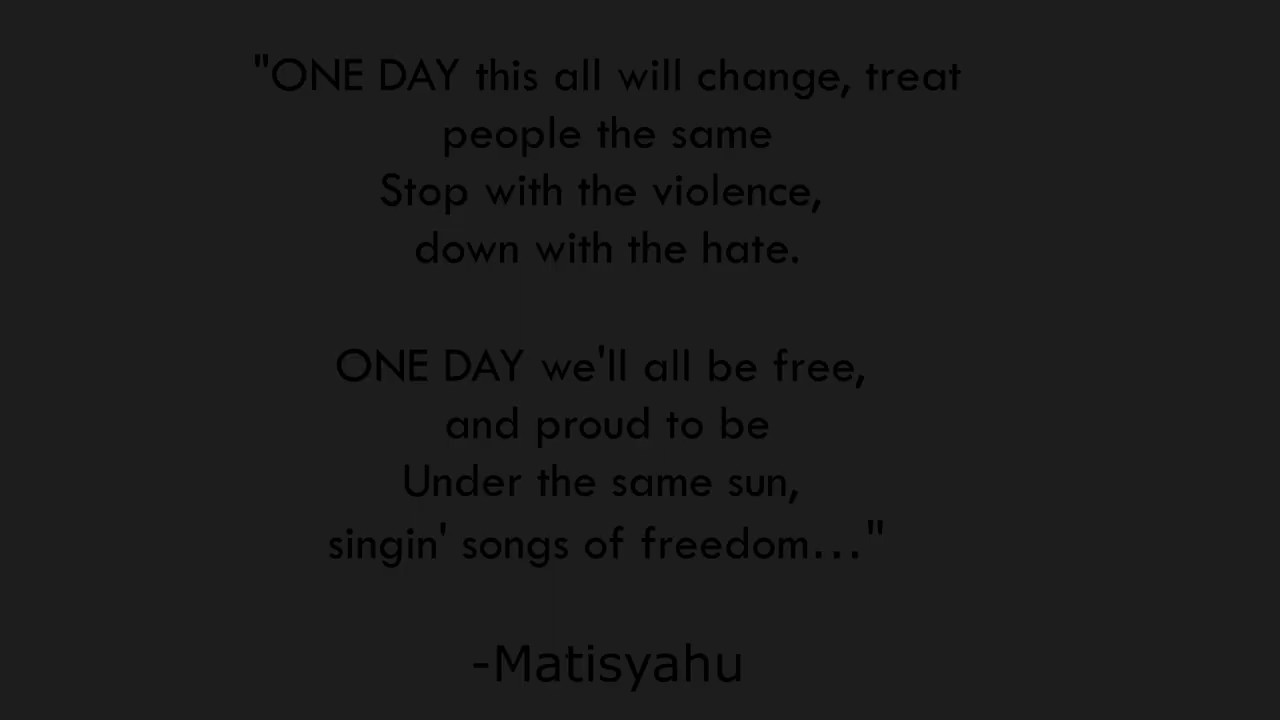 "ONE DAY this all will change, treat
people the same
Stop with the violence,
down with the hate.
ONE DAY we'll all be free,
and proud to be
Under the same sun,
singin' songs of freedom…"
-Matisyahu